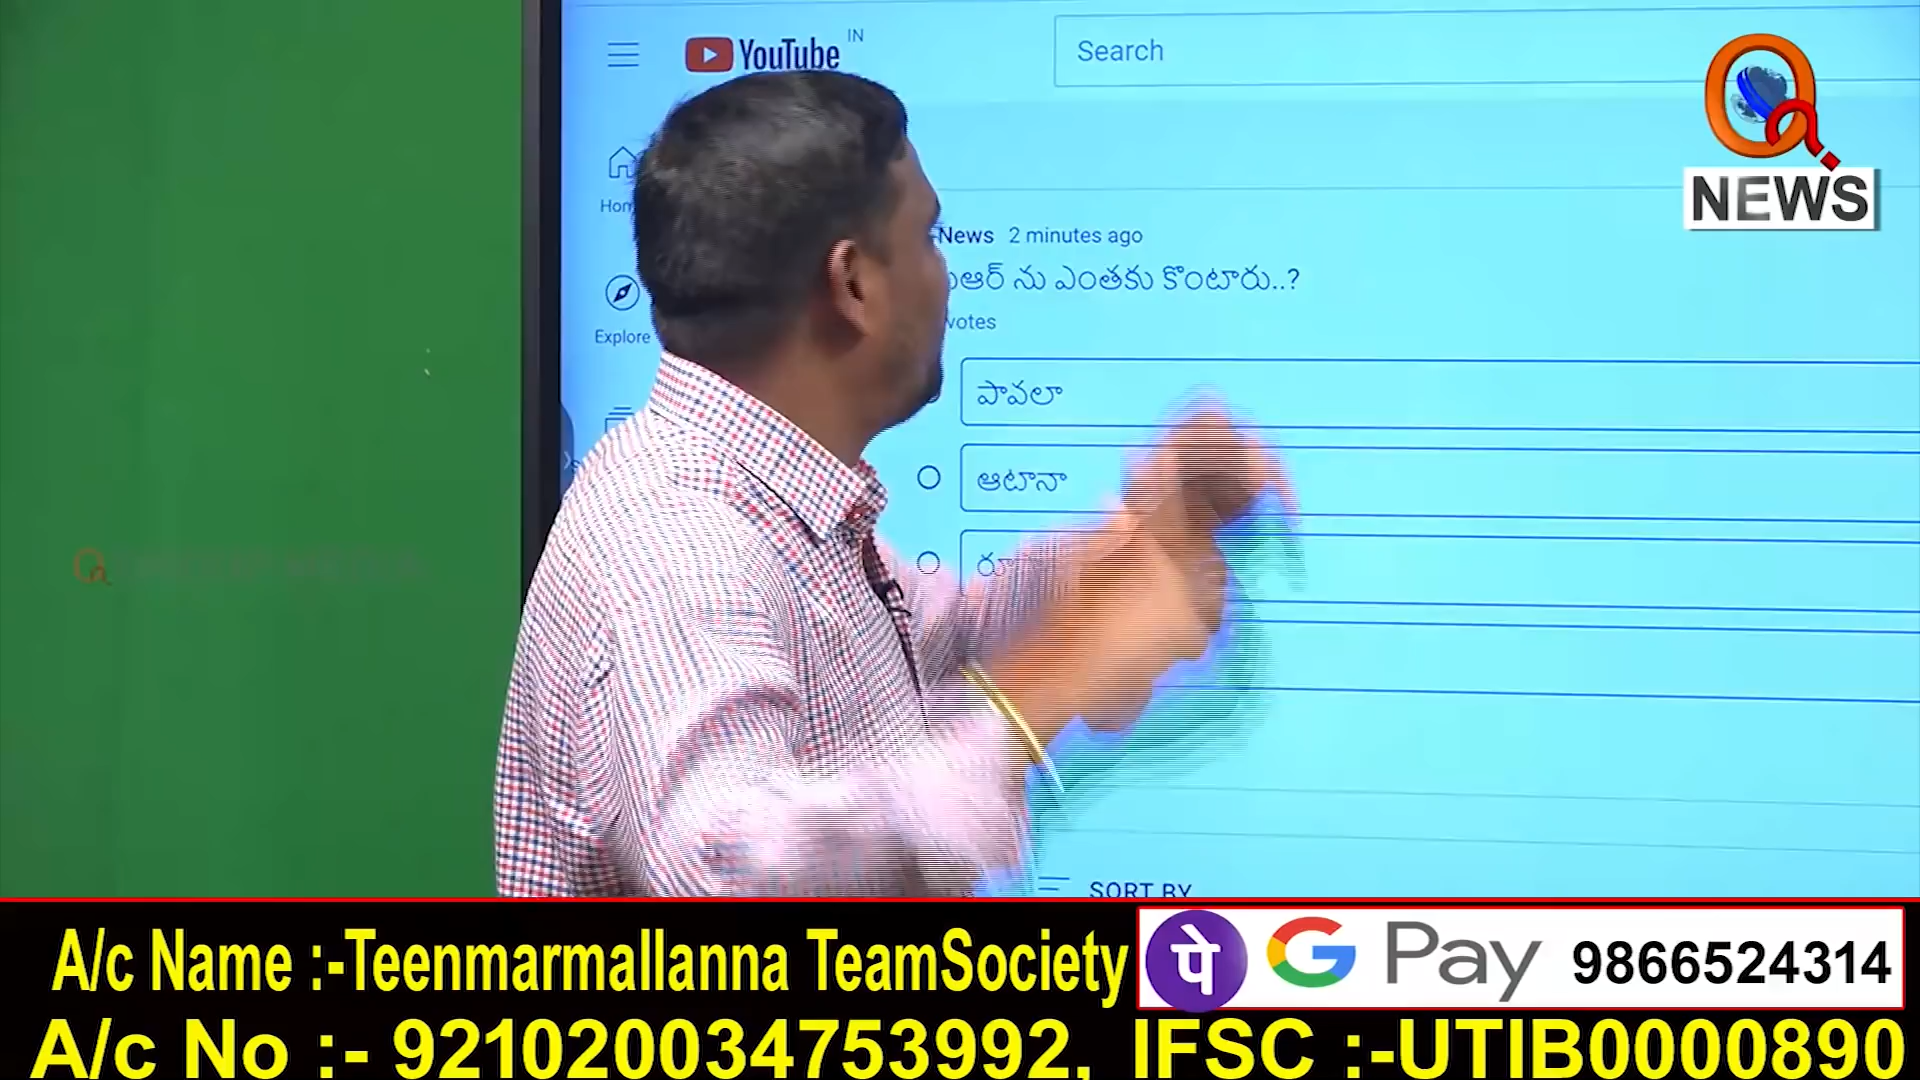 YouTube IN
Search
NEWS
News 2 minutes ago
ను ఎంతకు కొంటారు..?
votes
Explore
పావలా
ఆటానా
SORT BY
A/c Name :-Teenmarmallanna TeamSociety
पे G Pay 9866524314
A/c No :- 921020034753992, IFSC :-UTIB0000890